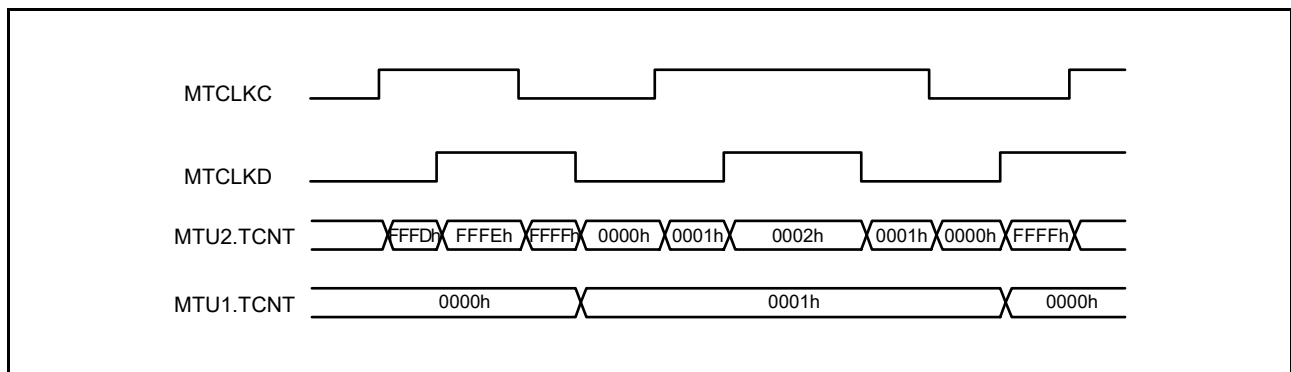 MTCLKC
MTCLKD
MTU2.TCNT FFFDh FFFEh FFFFh 0000h 0001h 0002h 0001h 0000h FFFFh
MTU1.TCNT 0000h 0001h 0000h